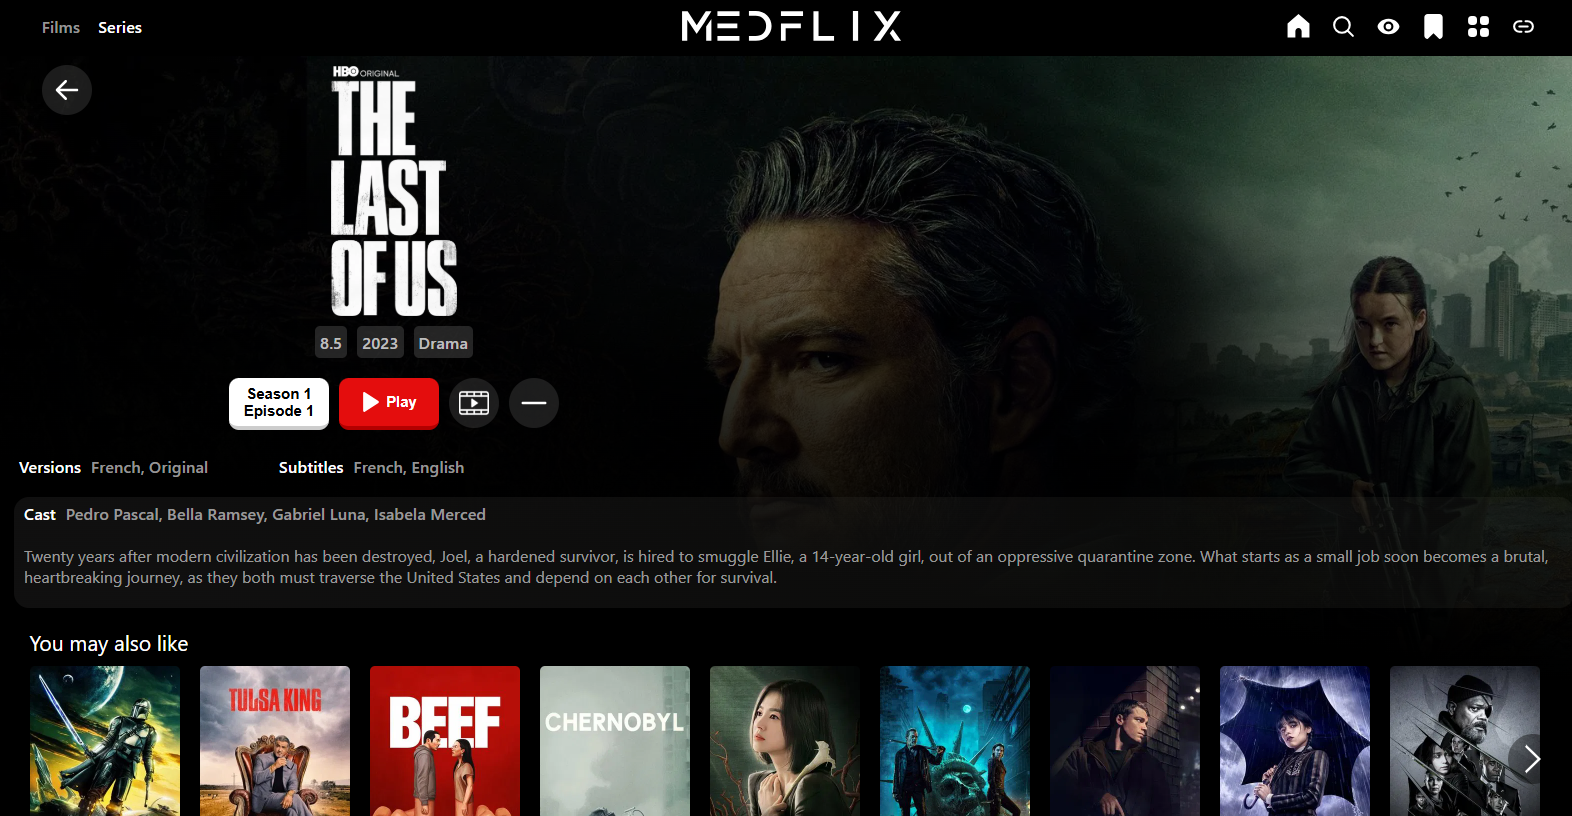 Films
Series
MEDFLIX
HBO ORIGINAL
THE
LAST
OF US
8.5
2023
Drama
Season 1
Episode 1
Play
Versions French, Original
Subtitles French, English
Cast Pedro Pascal, Bella Ramsey, Gabriel Luna, Isabela Merced
Twenty years after modern civilization has been destroyed, Joel, a hardened survivor, is hired to smuggle Ellie, a 14-year-old girl, out of an oppressive quarantine zone. What starts as a small job soon becomes a brutal,
heartbreaking journey, as they both must traverse the United States and depend on each other for survival.
You may also like
TULSA KING
BEEF
CHERNOBYL